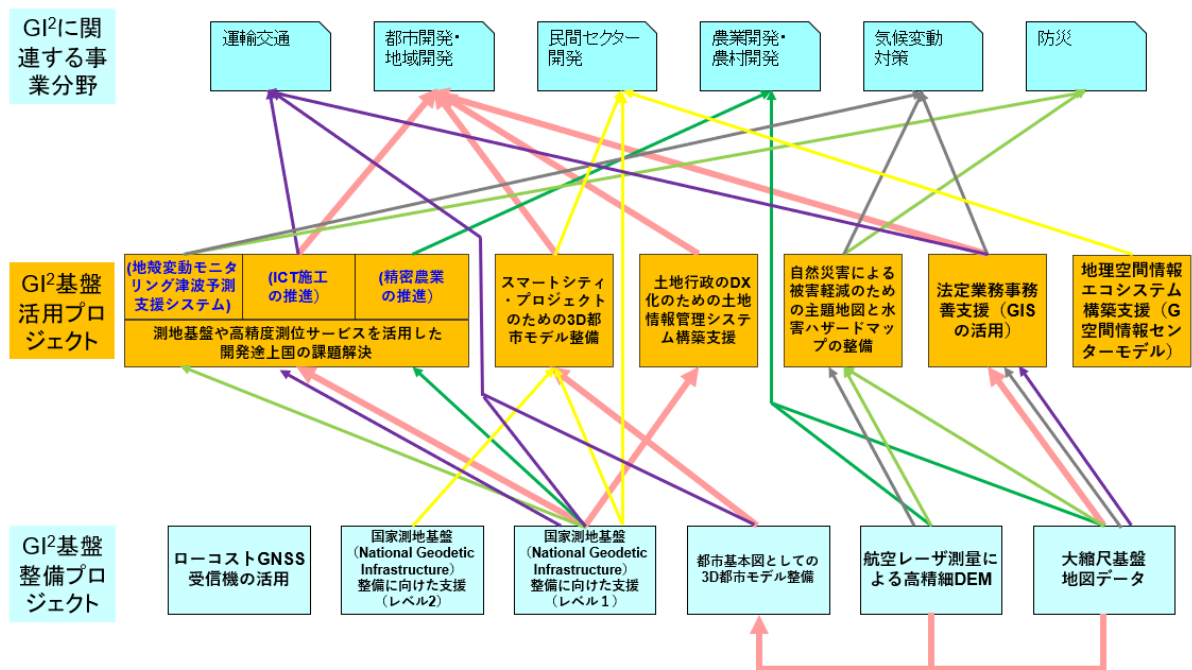 GI²に関
連する事
業分野
運輸交通
都市開発・
地域開発
民間セクター
開発
農業開発・
農村開発
気候変動
対策
防災
GI²基盤
活用プロ
ジェクト
(地殻変動モニタ
リング津波予測
支援システム)
(ICT施工
の推進）
(精密農業
の推進）
測地基盤や高精度測位サービスを活用した
開発途上国の課題解決
スマートシティ
・プロジェクト
のための3D都
市モデル整備
土地行政のDX
化のための土地
情報管理システ
ム構築支援
自然災害による
被害軽減のため
の主題地図と水
害ハザードマッ
プの整備
法定業務事務改
善支援（GIS
の活用）
地理空間情報
エコシステム
構築支援（G
空間情報セン
ターモデル）
GI²基盤
整備プロ
ジェクト
ローコストGNSS
受信機の活用
国家測地基盤
（National Geodetic
Infrastructure）
整備に向けた支援
（レベル2）
国家測地基盤
（National Geodetic
Infrastructure）
整備に向けた支援
（レベル１）
都市基本図としての
3D都市モデル整備
航空レーザ測量に
よる高精細DEM
大縮尺基盤
地図データ